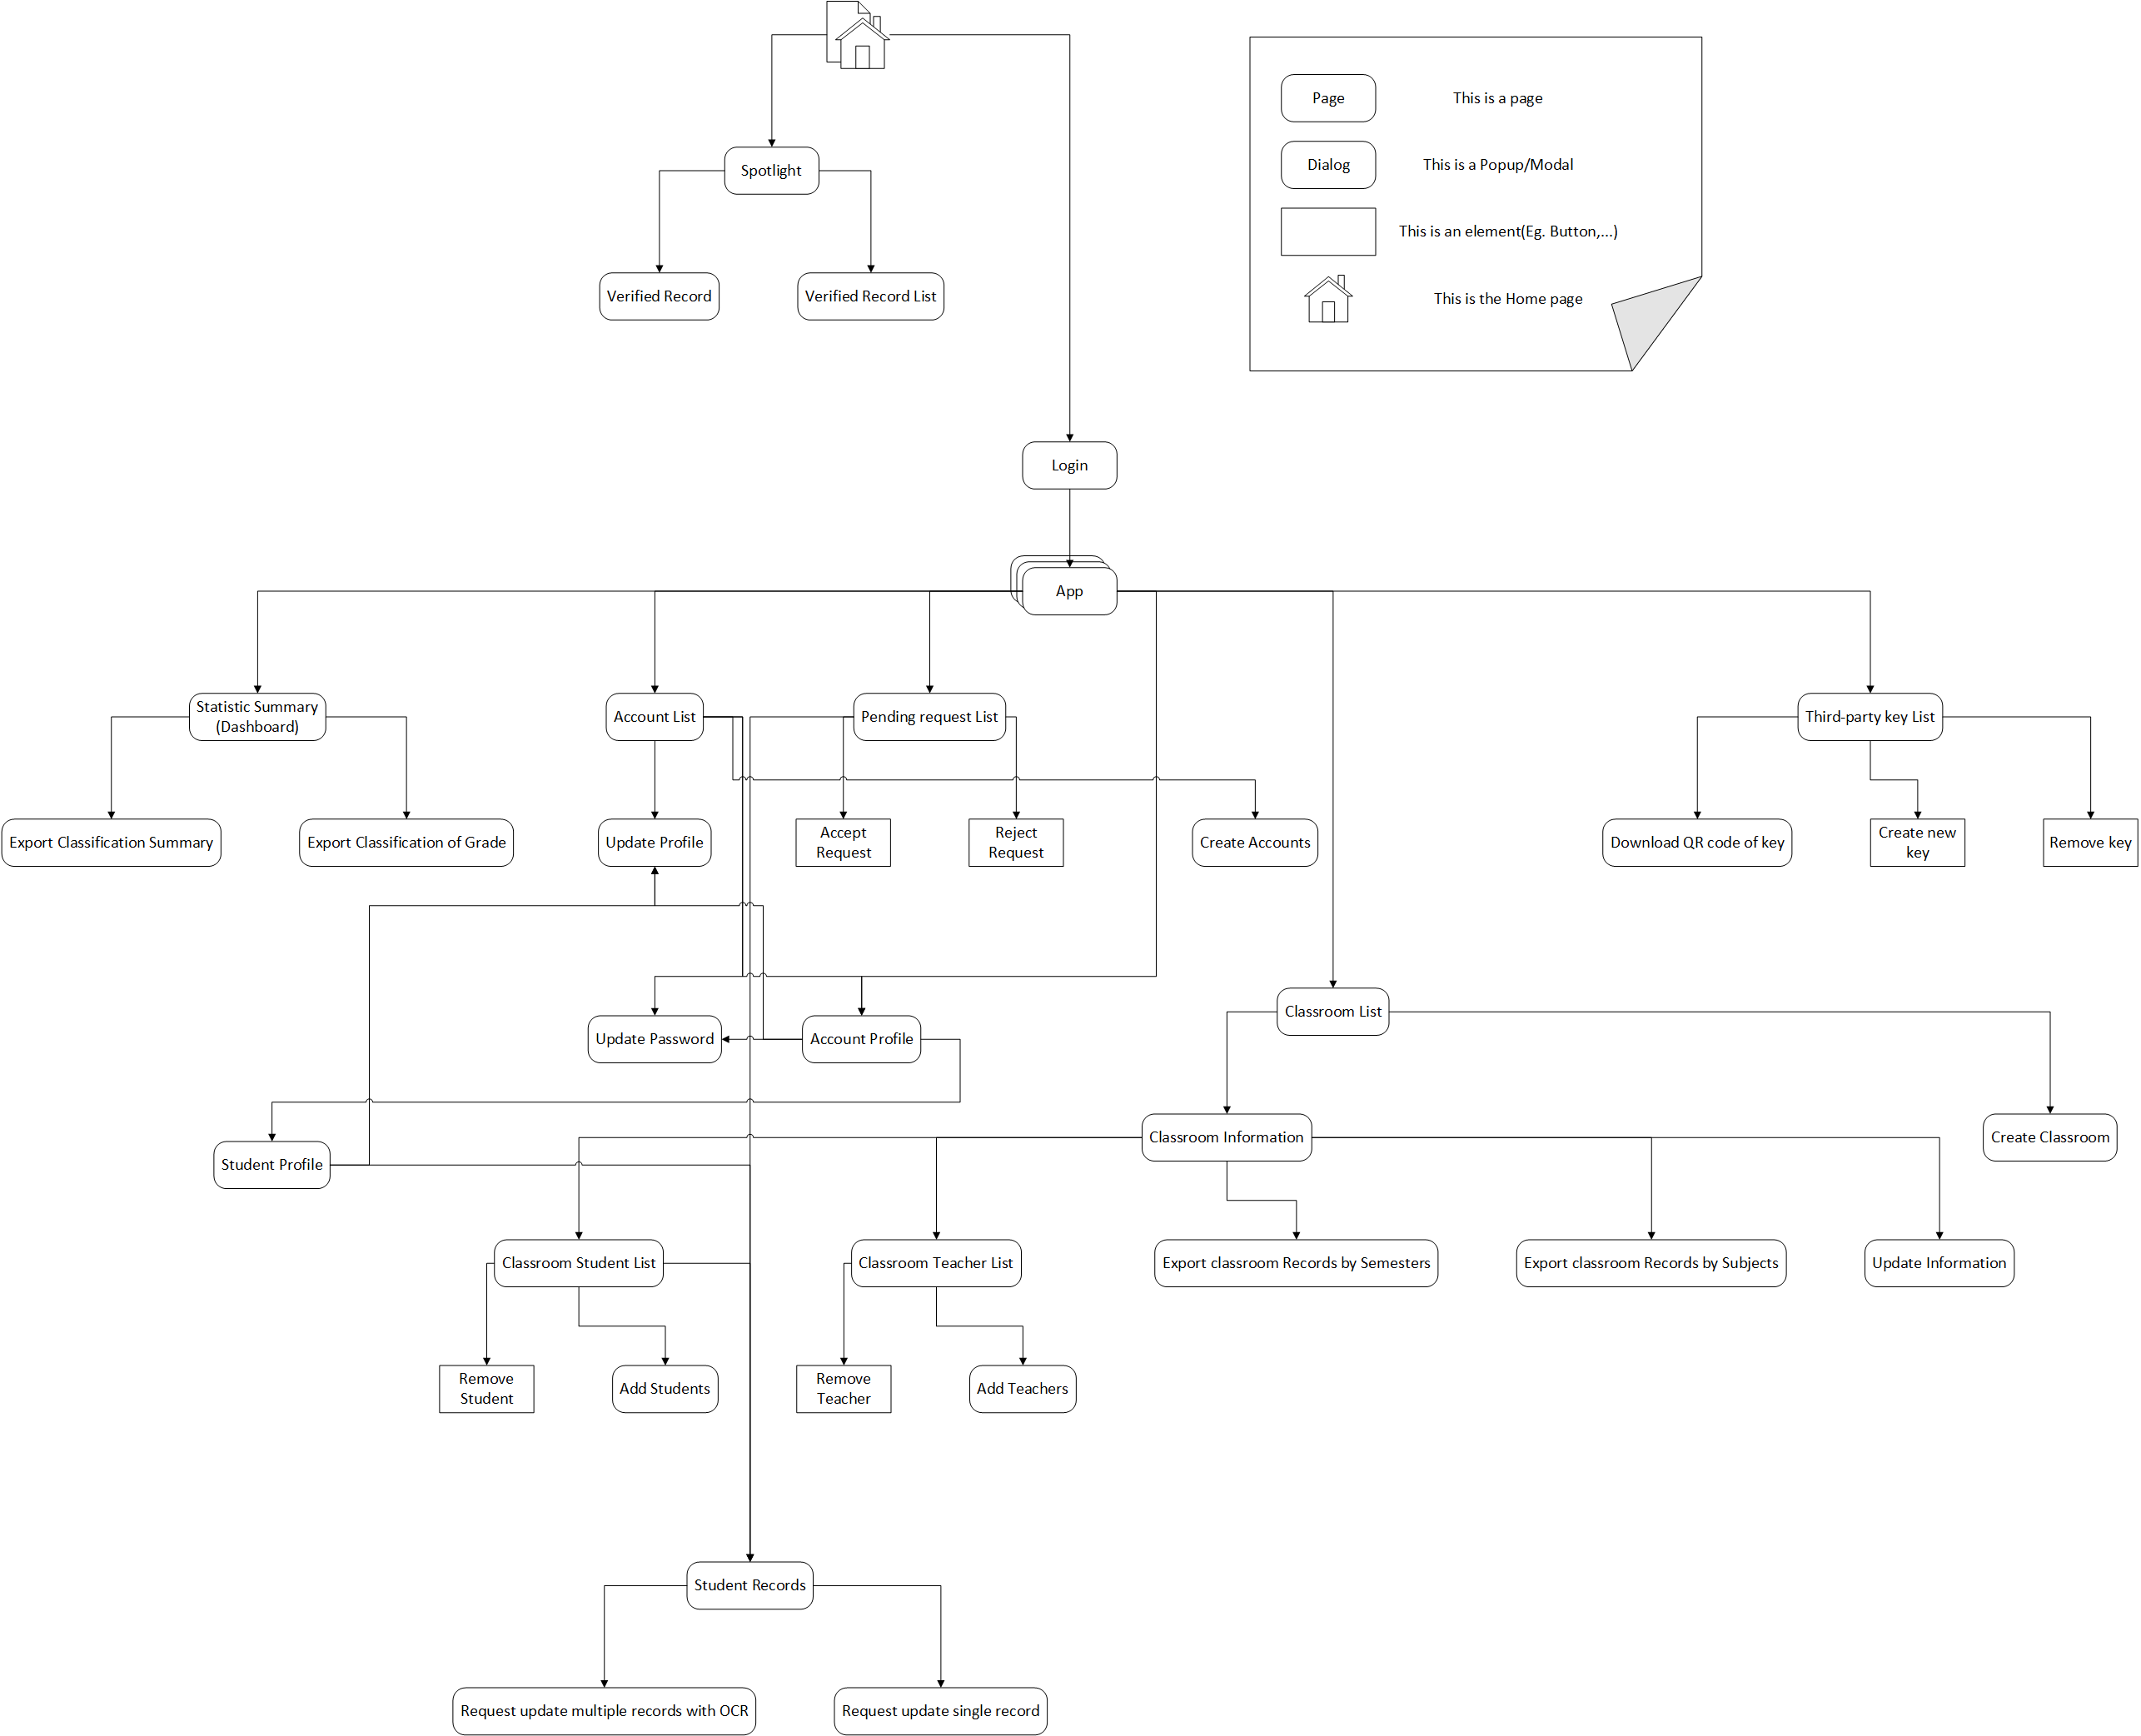 Page
This is a page
Dialog
This is a Popup/Modal
Spotlight
This is an element(Eg. Button,...)
Verified Record
Verified Record List
This is the Home page
Login
App
Statistic Summary
(Dashboard)
Account List
Pending request List
Third-party key List
Export Classification Summary
Export Classification of Grade
Update Profile
Accept
Request
Reject
Request
Create Accounts
Download QR code of key
Create new
key
Remove key
Classroom List
Update Password
Account Profile
Classroom Information
Create Classroom
Student Profile
Classroom Student List
Classroom Teacher List
Export classroom Records by Semesters
Export classroom Records by Subjects
Update Information
Remove
Student
Add Students
Remove
Teacher
Add Teachers
Student Records
Request update multiple records with OCR
Request update single record